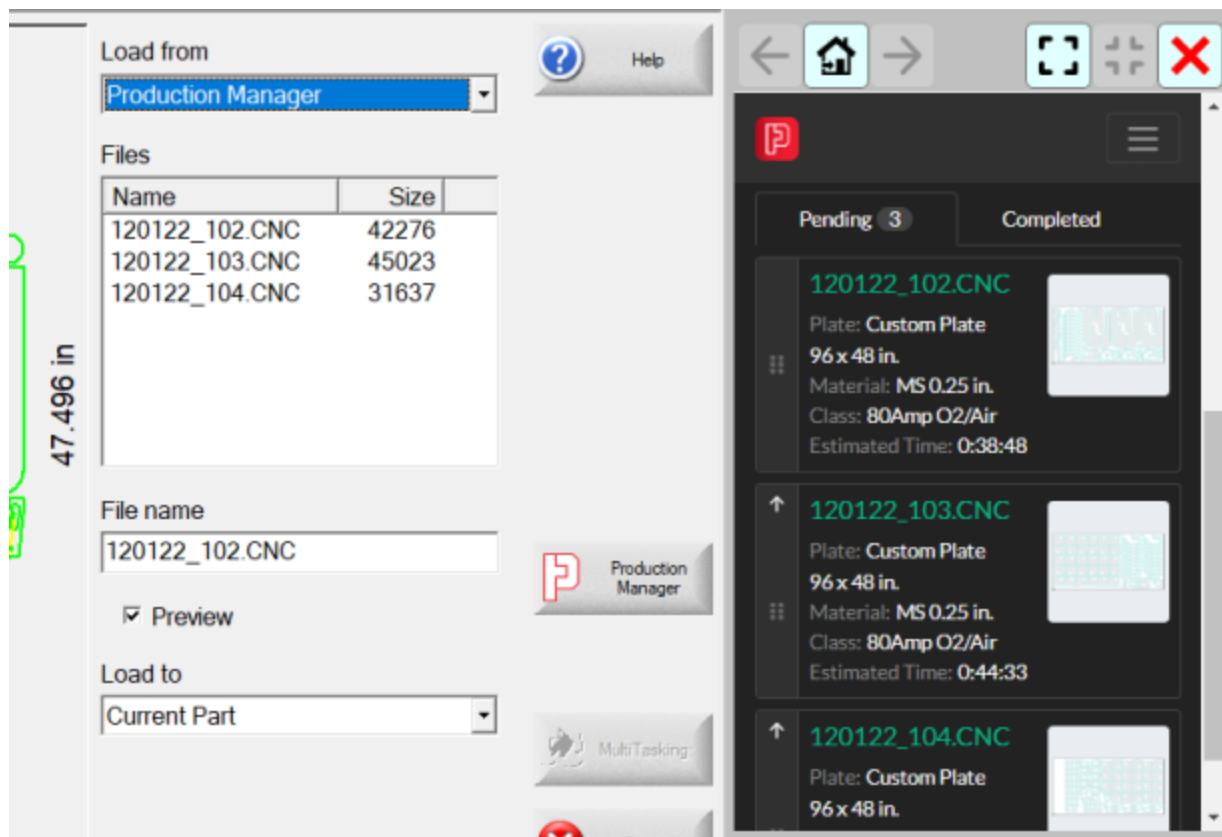 Load from
Production Manager
Files
Name Size
120122_102.CNC 42276
120122_103.CNC 45023
120122_104.CNC 31637
47.496 in
File name
120122_102.CNC
Preview
Load to
Current Part
Help
Production
Manager
MultiTasking
Pending 3
Completed
120122_102.CNC
Plate: Custom Plate
96 x 48 in.
Material: MS 0.25 in.
Class: 80Amp O2/Air
Estimated Time: 0:38:48
120122_103.CNC
Plate: Custom Plate
96 x 48 in.
Material: MS 0.25 in.
Class: 80Amp O2/Air
Estimated Time: 0:44:33
120122_104.CNC
Plate: Custom Plate
96 x 48 in.